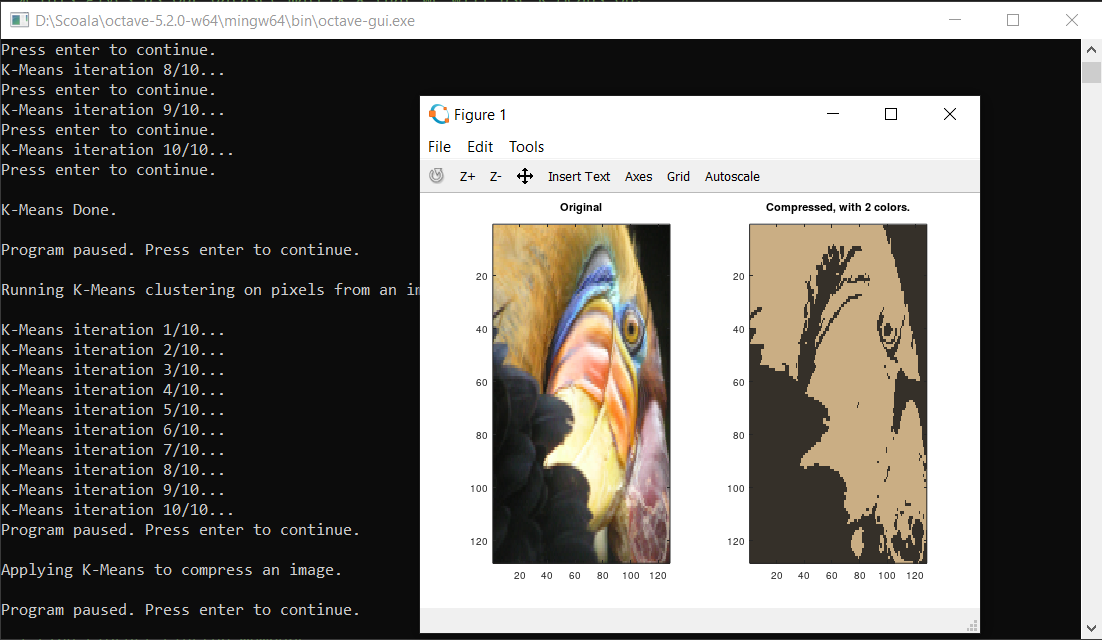 D:\Scoala\octave-5.2.0-w64\mingw64\bin\octave-gui.exe
Press enter to continue.
K-Means iteration 8/10...
Press enter to continue.
K-Means iteration 9/10...
Press enter to continue.
K-Means iteration 10/10...
Press enter to continue.
K-Means Done.
Program paused. Press enter to continue.
Running K-Means clustering on pixels from an
K-Means iteration 1/10...
K-Means iteration 2/10...
K-Means iteration 3/10...
K-Means iteration 4/10...
K-Means iteration 5/10...
K-Means iteration 6/10...
K-Means iteration 7/10...
K-Means iteration 8/10...
K-Means iteration 9/10...
K-Means iteration 10/10...
Program paused. Press enter to continue.
Applying K-Means to compress an image.
Program paused. Press enter to continue.
Figure 1
File Edit Tools
Z+ Z- Insert Text Axes Grid Autoscale
Original
20
40
60
80
100
120
20 40 60 80 100 120
Compressed, with 2 colors.
20
40
60
80
100
120
20 40 60 80 100 120